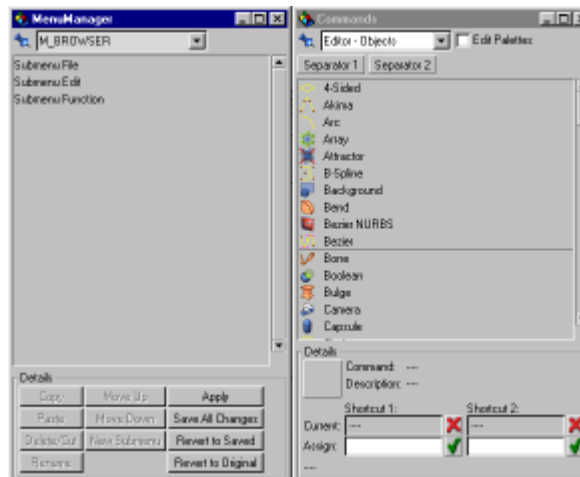 MenuManager
M_BROWSER
Submenu File
Submenu Edit
Submenu Function
Details
Copy Move Up Apply
Paste Move Down Save All Changes
Delete/Cut New Submenu Revert to Saved
Rename Revert to Original
Commands
Editor - Objects Edit Palettes
Separator 1 Separator 2
4-Sided
Akima
Arc
Array
Attractor
B-Spline
Background
Bend
Bezier NURBS
Bezier
Bone
Boolean
Bulge
Camera
Capsule
Details
Command: ---
Description: ---
Shortcut 1: Shortcut 2:
Current: --- ---
Assign:
---